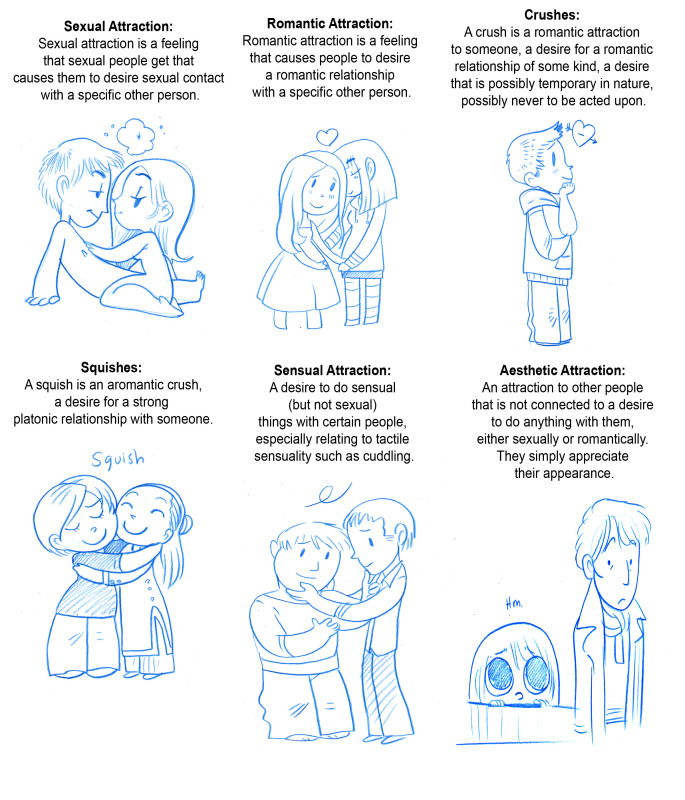 Sexual Attraction:
Sexual attraction is a feeling
that sexual people get that
causes them to desire sexual contact
with a specific other person.
Romantic Attraction:
Romantic attraction is a feeling
that causes people to desire
a romantic relationship
with a specific other person.
Crushes:
A crush is a romantic attraction
to someone, a desire for a romantic
relationship of some kind, a desire
that is possibly temporary in nature,
possibly never to be acted upon.
Squishes:
A squish is an aromantic crush,
a desire for a strong
platonic relationship with someone.
Squish
Sensual Attraction:
A desire to do sensual
(but not sexual)
things with certain people,
especially relating to tactile
sensuality such as cuddling.
Aesthetic Attraction:
An attraction to other people
that is not connected to a desire
to do anything with them,
either sexually or romantically.
They simply appreciate
their appearance.
Hm.